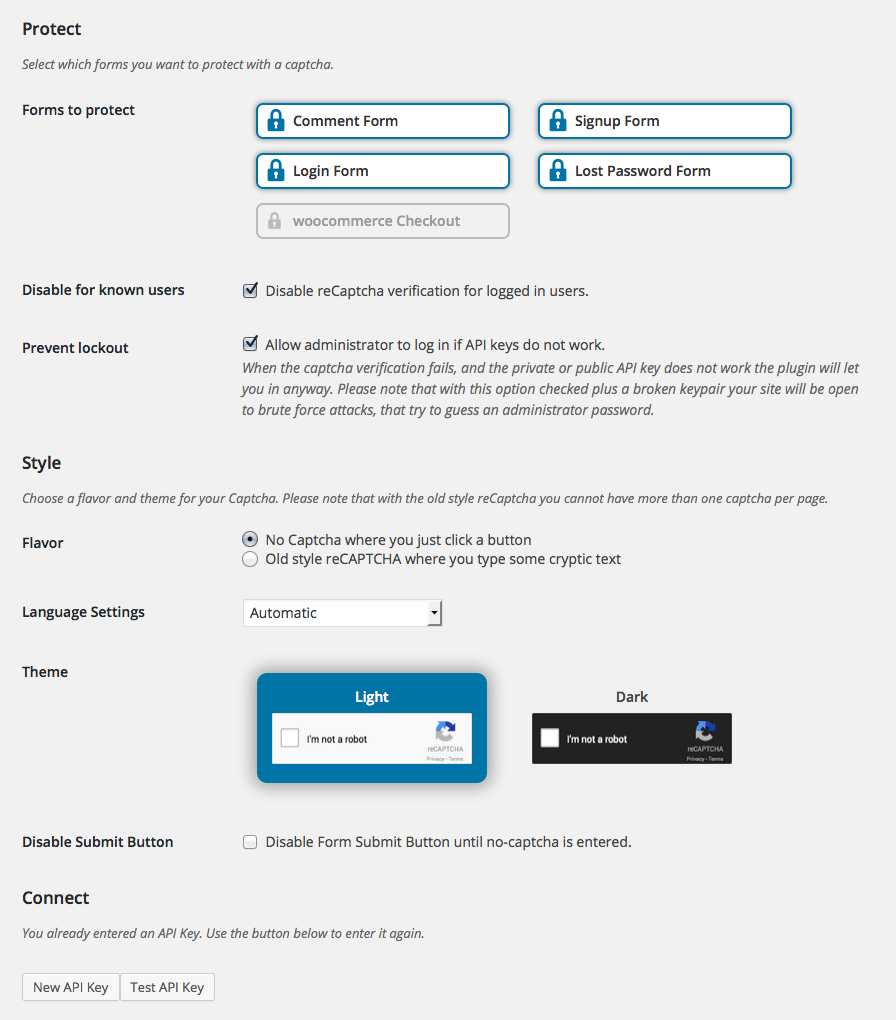 Protect
Select which forms you want to protect with a captcha.
Forms to protect
Comment Form
Signup Form
Login Form
Lost Password Form
woocommerce Checkout
Disable for known users
Disable reCaptcha verification for logged in users.
Prevent lockout
Allow administrator to log in if API keys do not work.
When the captcha verification fails, and the private or public API key does not work the plugin will let
you in anyway. Please note that with this option checked plus a broken keypair your site will be open
to brute force attacks, that try to guess an administrator password.
Style
Choose a flavor and theme for your Captcha. Please note that with the old style reCaptcha you cannot have more than one captcha per page.
Flavor
No Captcha where you just click a button
Old style reCAPTCHA where you type some cryptic text
Language Settings
Automatic
Theme
Light
I'm not a robot
reCAPTCHA
Privacy - Terms
Dark
I'm not a robot
reCAPTCHA
Privacy - Terms
Disable Submit Button
Disable Form Submit Button until no-captcha is entered.
Connect
You already entered an API Key. Use the button below to enter it again.
New API Key
Test API Key